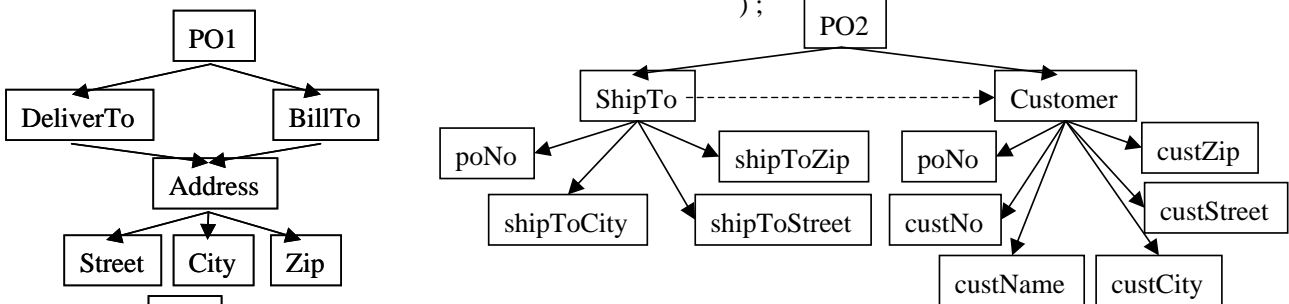 PO1
DeliverTo
BillTo
Address
Street
City
Zip
) ;
PO2
ShipTo
Customer
poNo
shipToZip
shipToCity
shipToStreet
poNo
custZip
custNo
custStreet
custName
custCity